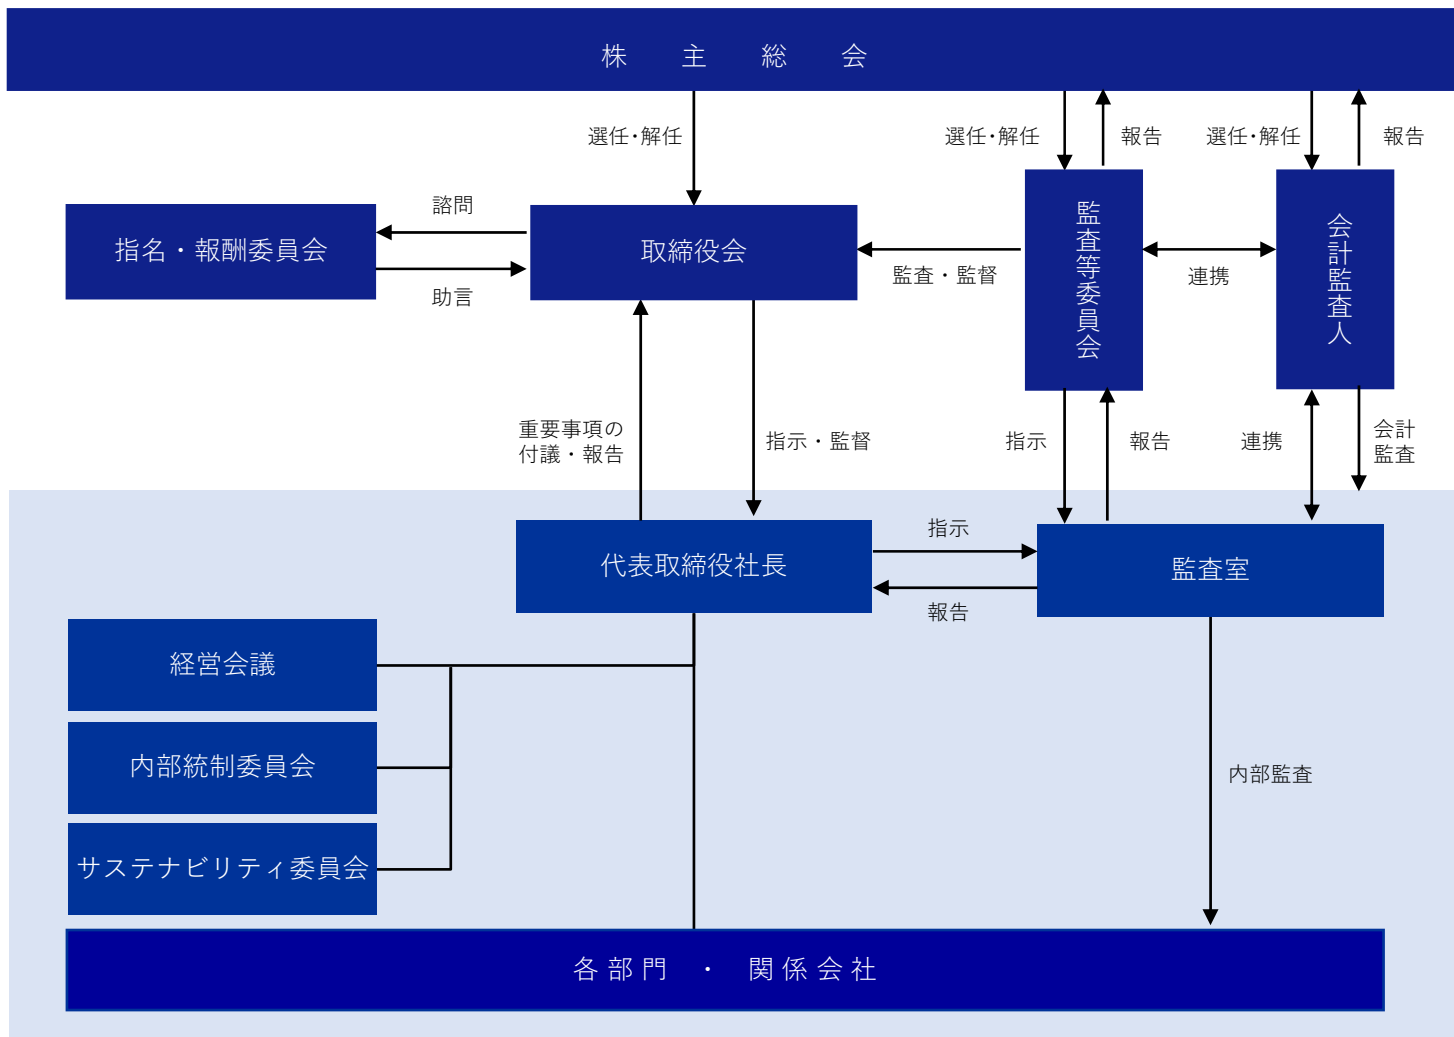 株主総会
選任・解任
選任・解任
報告
選任・解任
報告
指名・報酬委員会
諮問
助言
取締役会
監査・監督
監査等委員会
連携
会計監査人
重要事項の
付議・報告
指示・監督
指示
報告
連携
会計
監査
代表取締役社長
指示
報告
監査室
経営会議
内部統制委員会
サステナビリティ委員会
内部監査
各部門 ・ 関係会社